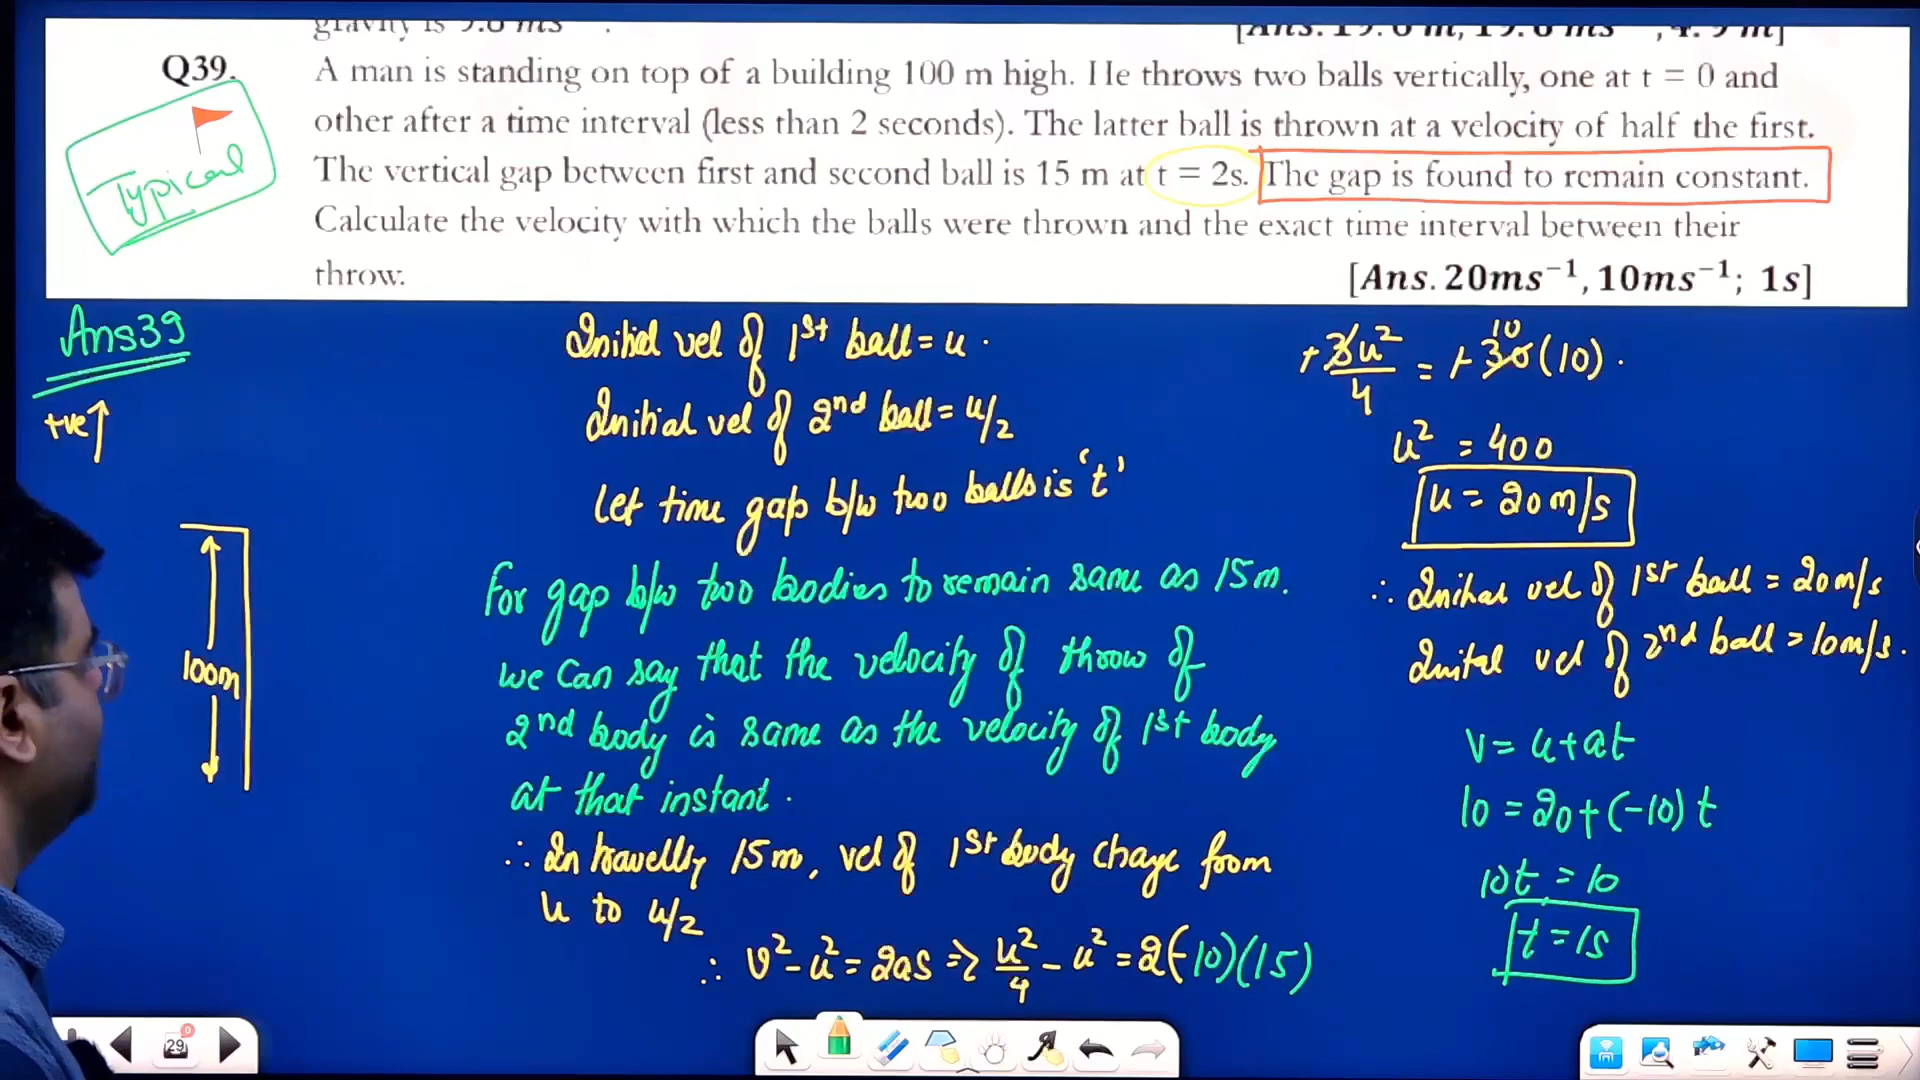 Q39.
A man is standing on top of a building 100 m high. He throws two balls vertically, one at t = 0 and
other after a time interval (less than 2 seconds). The latter ball is thrown at a velocity of half the first.
The vertical gap between first and second ball is 15 m at t = 2s. The gap is found to remain constant.
Calculate the velocity with which the balls were thrown and the exact time interval between their
throw.
[Ans. 20ms⁻¹, 10ms⁻¹; 1s]
Typical
Ans39
+ve
100m
Initial vel of 1st ball = u.
Initial vel of 2nd ball = u/2
Let time gap b/w two balls is 't'
For gap b/w two bodies to remain same as 15m.
we can say that the velocity of throw of
2nd body is same as the velocity of 1st body
at that instant.
∴ In travelly 15m, vel of 1st body change from
u to u/2
∴ v² - u² = 2as => u²/4 - u² = 2(-10)(15)
+3u²/4 = +30(10).
10
u² = 400
u = 20m/s
∴ Initial vel of 1st ball = 20m/s
Inital vel of 2nd ball = 10m/s.
v = u+at
10 = 20+(-10)t
10t = 10
t = 1s
29
0